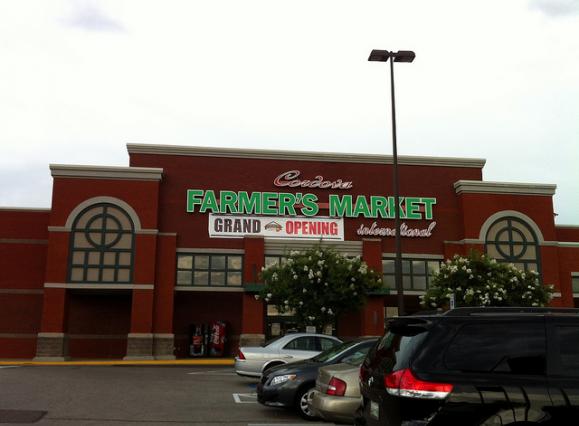 Cordova
FARMER'S MARKET
international
GRAND OPENING